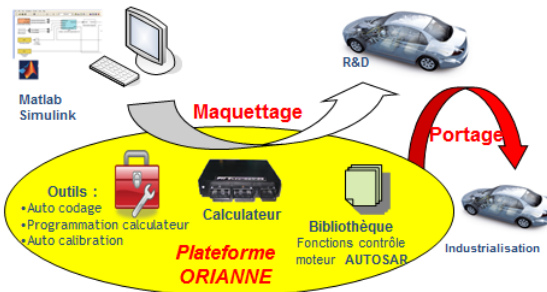 R&D
Matlab
Simulink
Maquettage
Portage
Outils :
•Auto codage
•Programmation calculateur
•Auto calibration
Calculateur
Bibliothèque
Fonctions contrôle
moteur AUTOSAR
Plateforme
ORIANNE
Industrialisation